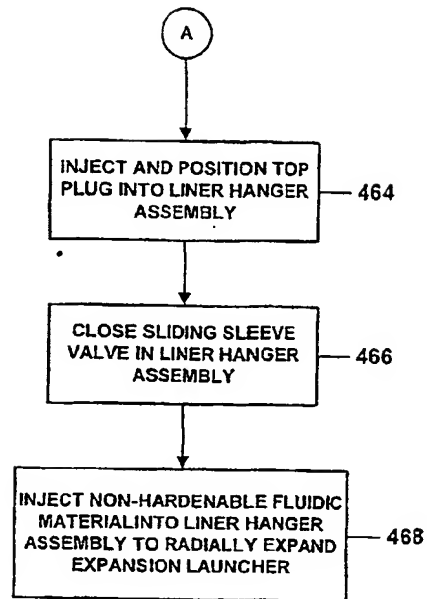 A
INJECT AND POSITION TOP
PLUG INTO LINER HANGER
ASSEMBLY
464
CLOSE SLIDING SLEEVE
VALVE IN LINER HANGER
ASSEMBLY
466
INJECT NON-HARDENABLE FLUIDIC
MATERIALINTO LINER HANGER
ASSEMBLY TO RADIALLY EXPAND
EXPANSION LAUNCHER
468